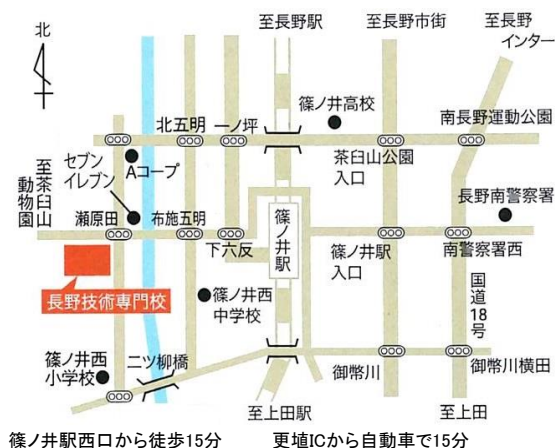 至長野駅
至長野市街
至長野
インター
北
篠ノ井高校
南長野運動公園
北五明
一ノ坪
Aコープ
茶臼山公園
入口
セブン
イレブン
至茶臼山
動物園
瀬原田
布施五明
下六反
篠ノ井駅
篠ノ井駅
入口
長野南警察署
南警察署西
長野技術専門校
篠ノ井西
中学校
国道18号
篠ノ井西
小学校
二ツ柳橋
御幣川
御幣川横田
至上田駅
至上田
篠ノ井駅西口から徒歩15分
更埴ICから自動車で15分